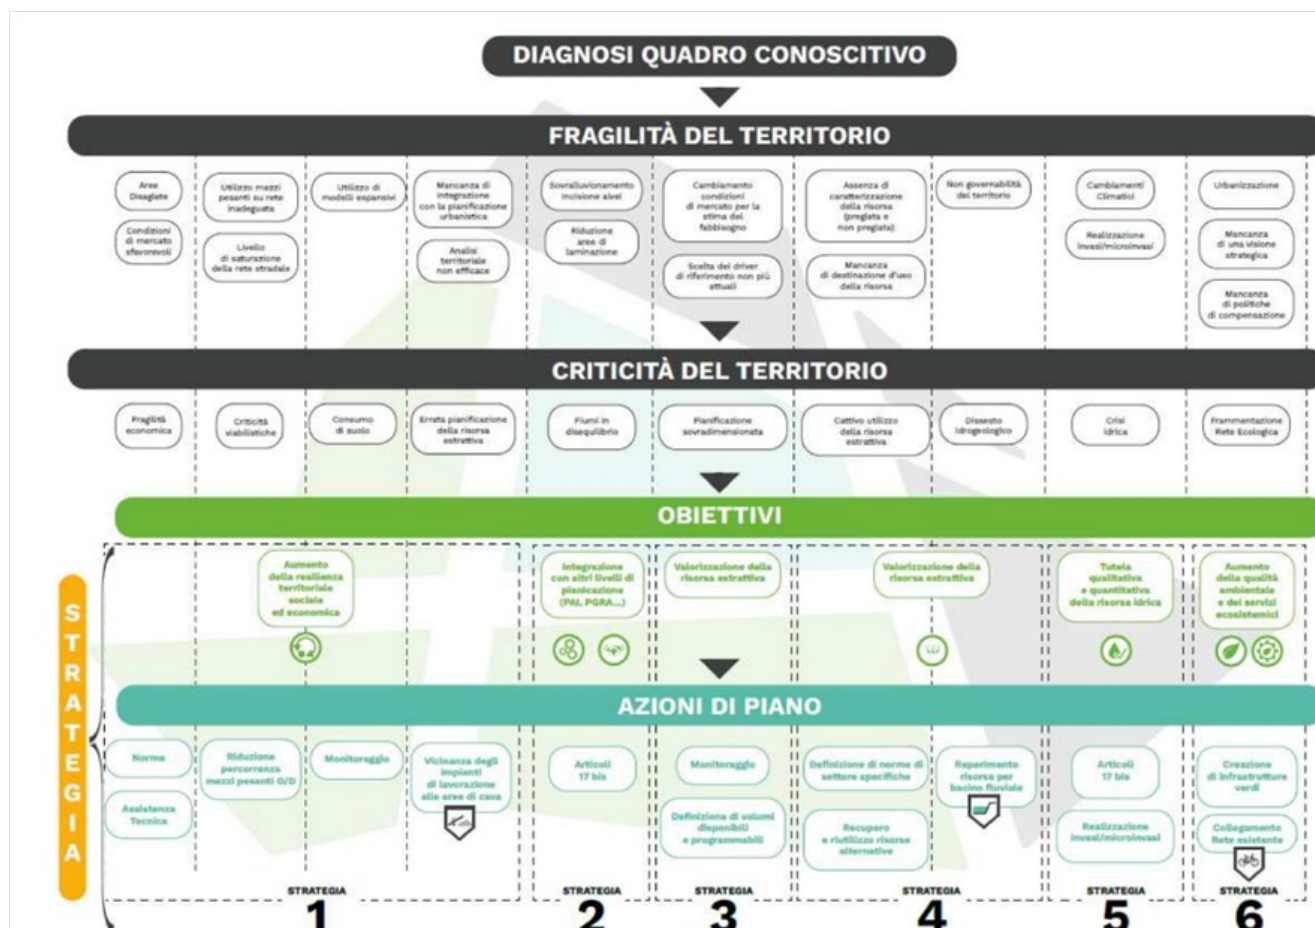 DIAGNOSI QUADRO CONOSCITIVO
FRAGILITÀ DEL TERRITORIO
Aree
Disagiate
Condizioni
di mercato
sfavorevoli
Utilizzo mezzi
pesanti su rete
inadeguata
Livello
di saturazione
della rete stradale
Utilizzo di
modelli espansivi
Mancanza di
integrazione
con la pianificazione
urbanistica
Analisi
territoriale
non efficace
Sovralluvionamento
incisione alvei
Riduzione
aree di
laminazione
Cambiamento
condizioni
di mercato per la
stima del
fabbisogno
Scelta dei driver
di riferimento non più
attuali
Assenza di
caratterizzazione
della risorsa
(pregiata e
non pregiata)
Mancanza
di destinazione d'uso
della risorsa
Non governabilità
del territorio
Cambiamenti
Climatici
Realizzazione
invasi/microinvasi
Urbanizzazione
Mancanza
di una visione
strategica
Mancanza
di politiche
di compensazione
CRITICITÀ DEL TERRITORIO
Fragilità
economica
Criticità
viabilistiche
Consumo
di suolo
Errata pianificazione
della risorsa
estrattiva
Fiumi in
disequilibrio
Pianificazione
sovradimensionata
Cattivo utilizzo
della risorsa
estrattiva
Dissesto
idrogeologico
Crisi
idrica
Frammentazione
Rete Ecologica
OBIETTIVI
Aumento
della resilienza
territoriale
sociale
ed economica
Integrazione
con altri livelli di
pianicazione
(PAI, PGRA...)
Valorizzazione della
risorsa estrattiva
Valorizzazione della
risorsa estrattiva
Tutela
qualitativa
e quantitativa
della risorsa idrica
Aumento
della qualità
ambientale
e dei servizi
ecosistemici
STRATEGIA
AZIONI DI PIANO
Norme
Assistenza
Tecnica
Riduzione
percorrenza
mezzi pesanti O/D
Monitoraggio
Vicinanza degli
impianti
di lavorazione
alle aree di cava
Articoli
17 bis
Monitoraggio
Definizione di volumi
disponibili
e programmabili
Definizione di norme di
settore specifiche
Recupero
e riutilizzo risorse
alternative
Reperimento
risorsa per
bacino fluviale
Articoli
17 bis
Realizzazione
invasi/microinvasi
Creazione
di infrastrutture
verdi
Collegamento
Rete esistente
STRATEGIA
1
STRATEGIA
2
STRATEGIA
3
STRATEGIA
4
STRATEGIA
5
STRATEGIA
6